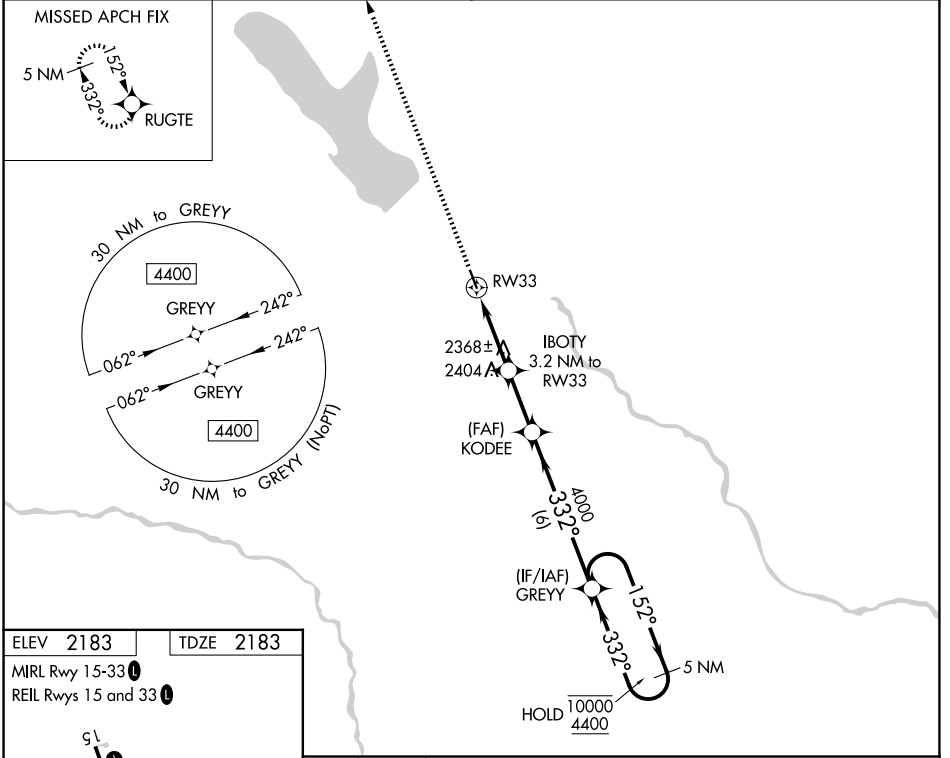 MISSED APCH FIX
5 NM
152°
332°
RUGTE
30 NM to GREYY
4400
GREYY
242°
062°
242°
062°
GREYY
4400
30 NM to GREYY (NoPT)
RW33
2368±
2404
IBOTY
3.2 NM to
RW33
(FAF)
KODEE
4000
332°
(6)
(IF/IAF)
GREYY
152°
332°
5 NM
HOLD 10000
4400
ELEV 2183
TDZE 2183
MIRL Rwy 15-33 L
REIL Rwys 15 and 33 L
15